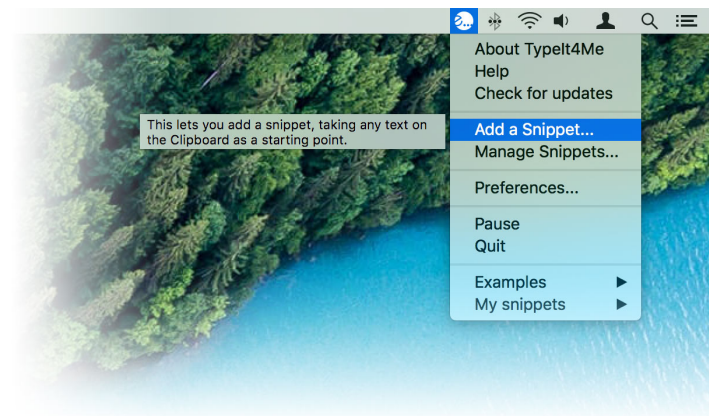 About TypeIt4Me
Help
Check for updates
This lets you add a snippet, taking any text on
the Clipboard as a starting point.
Add a Snippet...
Manage Snippets...
Preferences...
Pause
Quit
Examples
My snippets